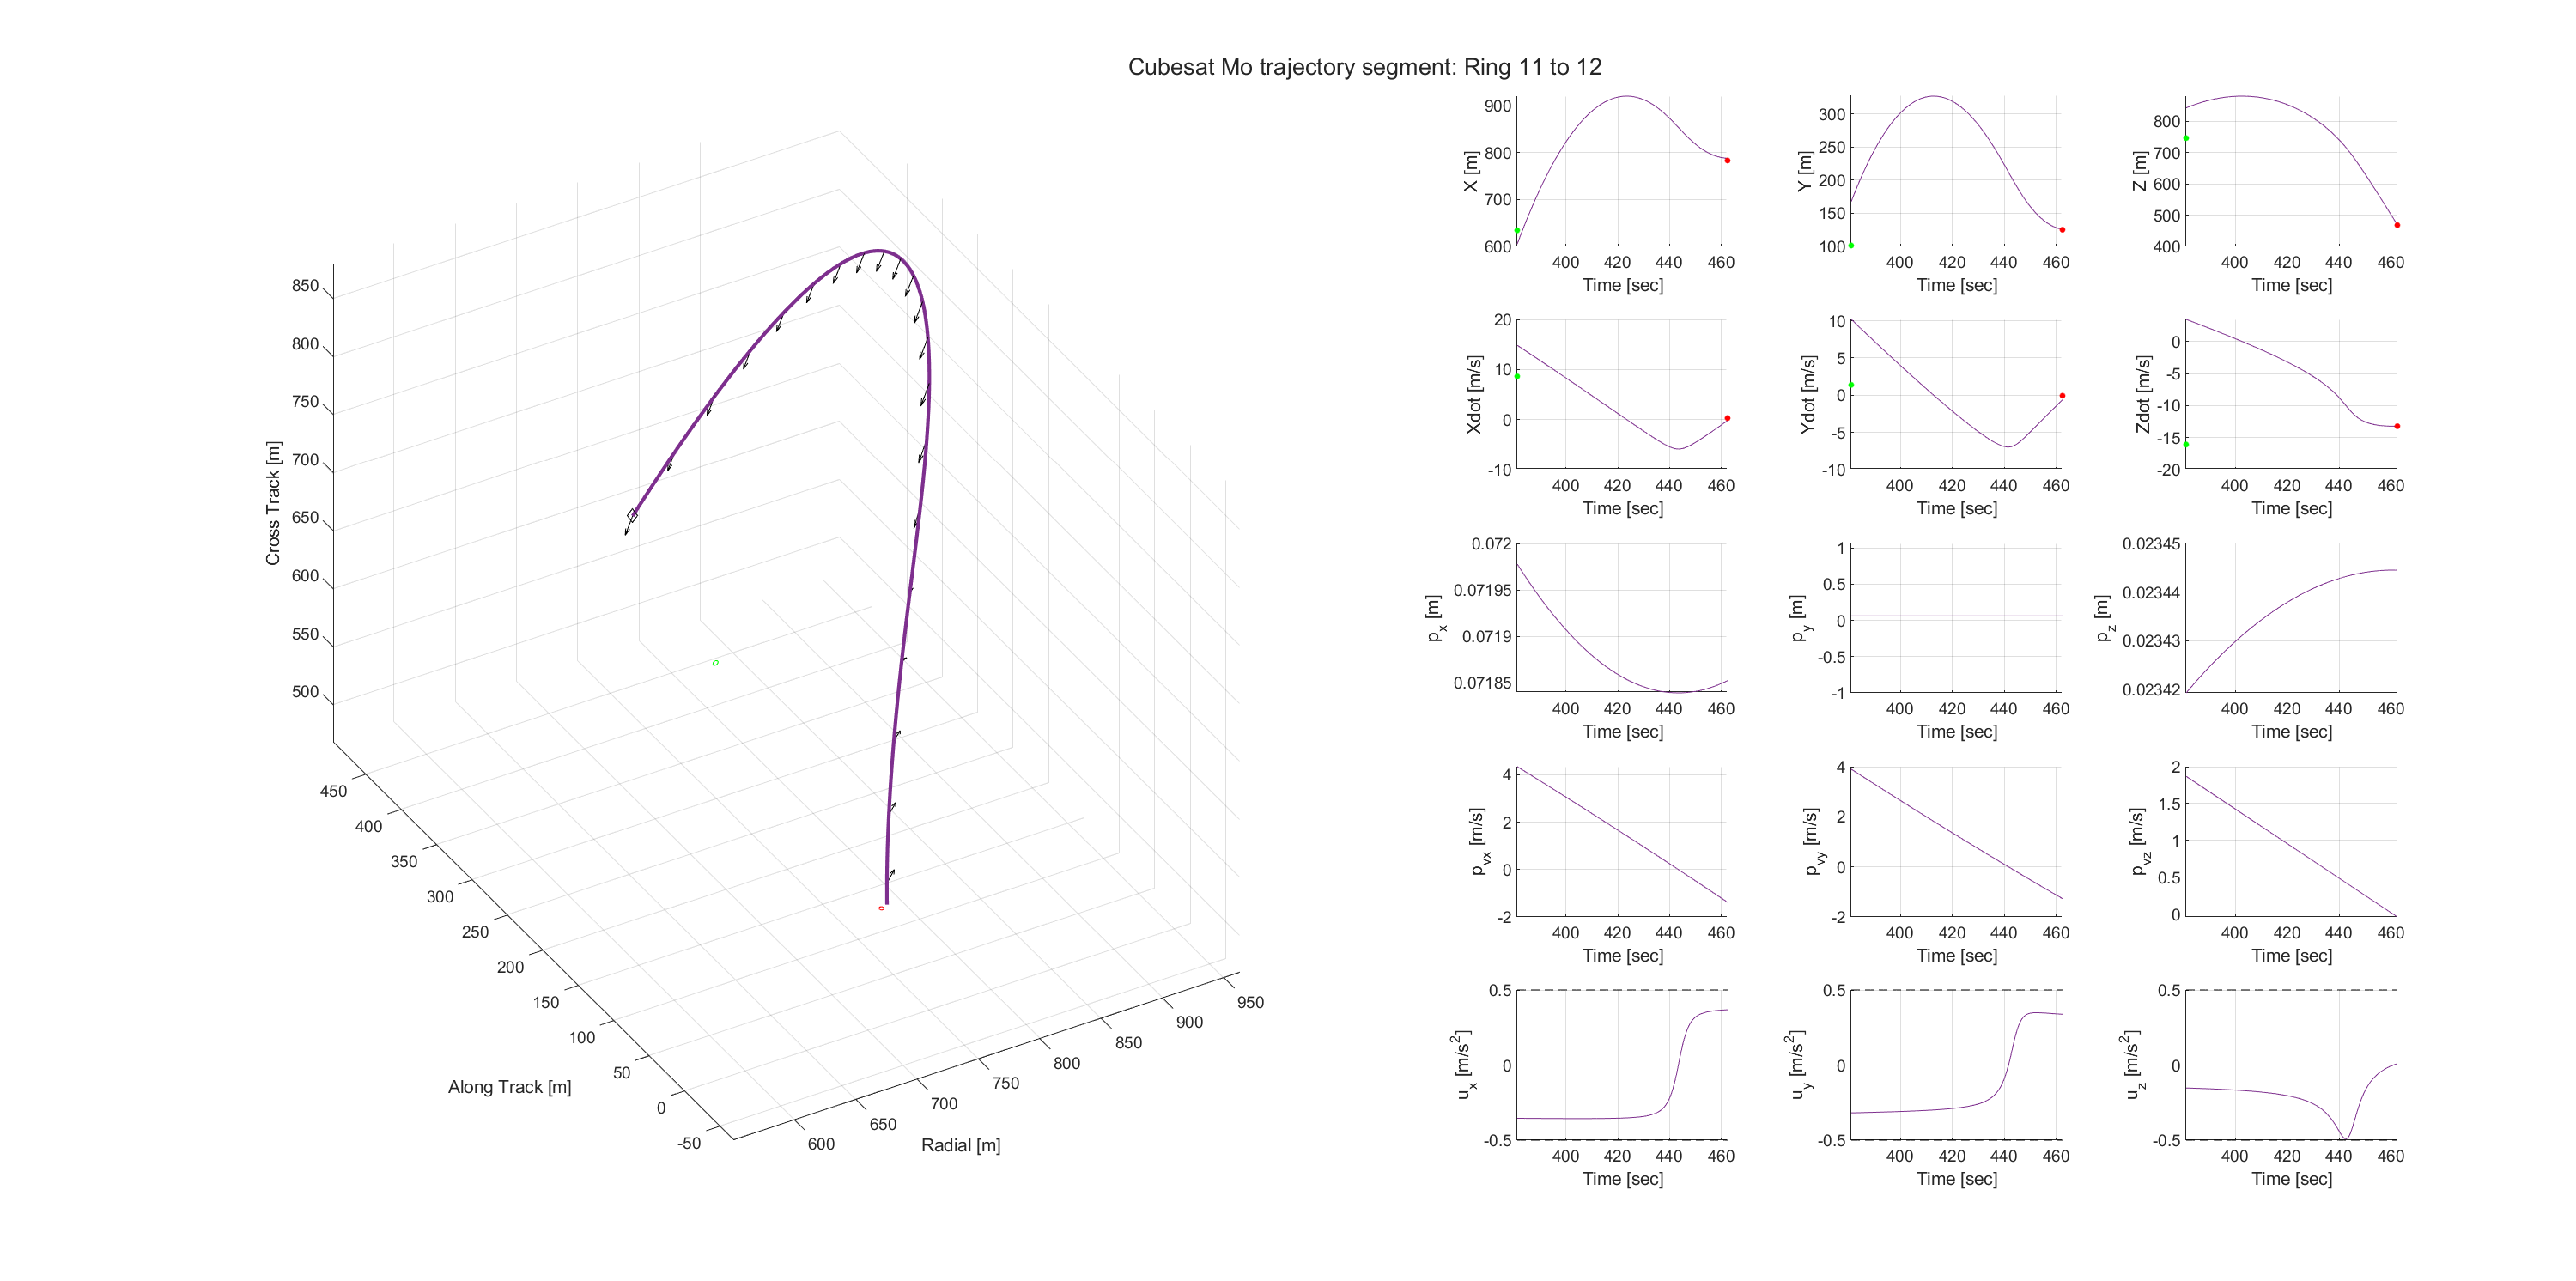 Cubesat Mo trajectory segment: Ring 11 to 12
850
800
750
700
650
600
550
500
Cross Track [m]
450
400
350
300
250
200
150
100
50
0
-50
Along Track [m]
600
650
700
750
800
850
900
950
Radial [m]
900
800
700
600
X [m]
400 420 440 460
Time [sec]
300
250
200
150
100
Y [m]
400 420 440 460
Time [sec]
800
700
600
500
400
Z [m]
400 420 440 460
Time [sec]
20
10
0
-10
Xdot [m/s]
400 420 440 460
Time [sec]
10
5
0
-5
-10
Ydot [m/s]
400 420 440 460
Time [sec]
0
-5
-10
-15
-20
Zdot [m/s]
400 420 440 460
Time [sec]
0.072
0.07195
0.0719
0.07185
p_x [m]
400 420 440 460
Time [sec]
1
0.5
0
-0.5
-1
p_y [m]
400 420 440 460
Time [sec]
0.02345
0.02344
0.02343
0.02342
p_z [m]
400 420 440 460
Time [sec]
4
2
0
-2
p_vx [m/s]
400 420 440 460
Time [sec]
4
2
0
-2
p_vy [m/s]
400 420 440 460
Time [sec]
2
1.5
1
0.5
0
p_vz [m/s]
400 420 440 460
Time [sec]
0.5
0
-0.5
u_x [m/s²]
400 420 440 460
Time [sec]
0.5
0
-0.5
u_y [m/s²]
400 420 440 460
Time [sec]
0.5
0
-0.5
u_z [m/s²]
400 420 440 460
Time [sec]